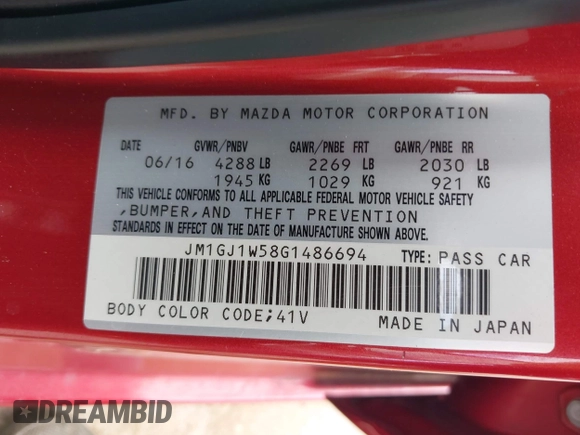 MFD. BY MAZDA MOTOR CORPORATION
DATE GVWR/PNBV GAWR/PNBE FRT GAWR/PNBE RR
06/16 4288 LB 2269 LB 2030 LB
1945 KG 1029 KG 921 KG
THIS VEHICLE CONFORMS TO ALL APPLICABLE FEDERAL MOTOR VEHICLE SAFETY
,BUMPER,AND THEFT PREVENTION
STANDARDS IN EFFECT ON THE DATE OF MANUFACTURE SHOWN ABOVE.
JM1GJ1W58G1486694 TYPE: PASS CAR
BODY COLOR CODE;41V MADE IN JAPAN
DREAMBID